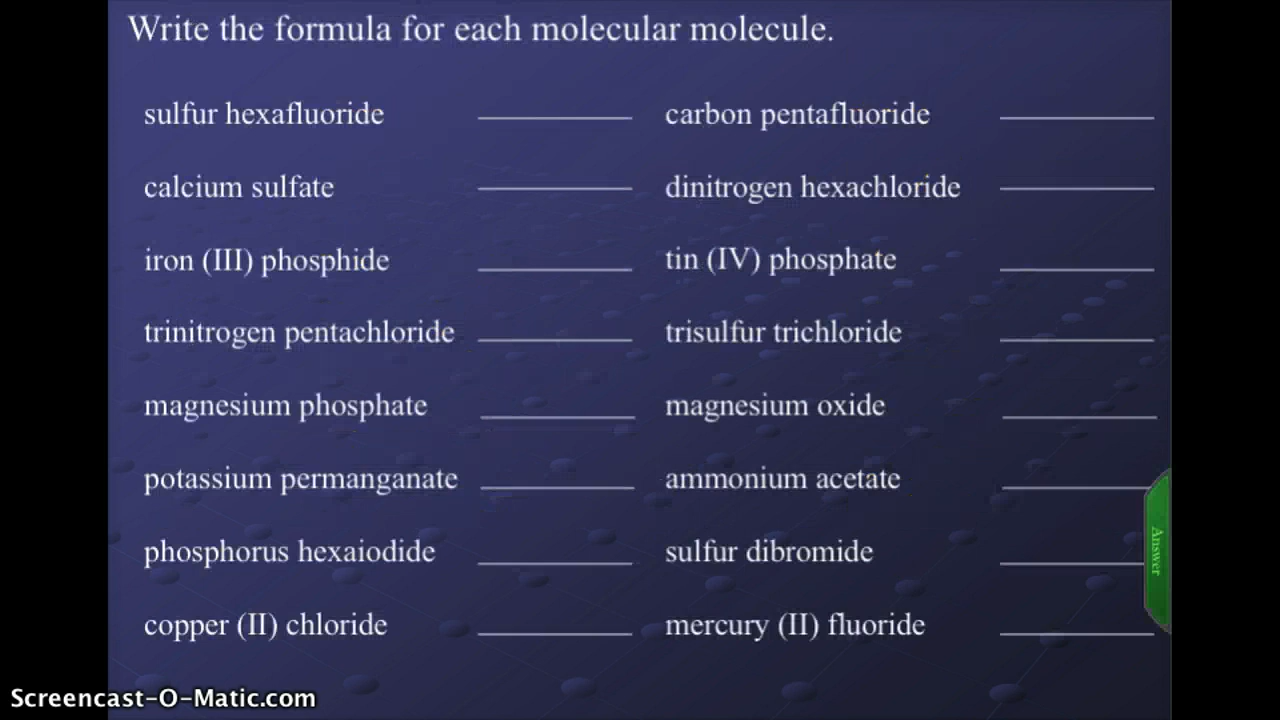 Write the formula for each molecular molecule.
sulfur hexafluoride
carbon pentafluoride
calcium sulfate
dinitrogen hexachloride
iron (III) phosphide
tin (IV) phosphate
trinitrogen pentachloride
trisulfur trichloride
magnesium phosphate
magnesium oxide
potassium permanganate
ammonium acetate
phosphorus hexaiodide
sulfur dibromide
copper (II) chloride
mercury (II) fluoride
Answer
Screencast-O-Matic.com